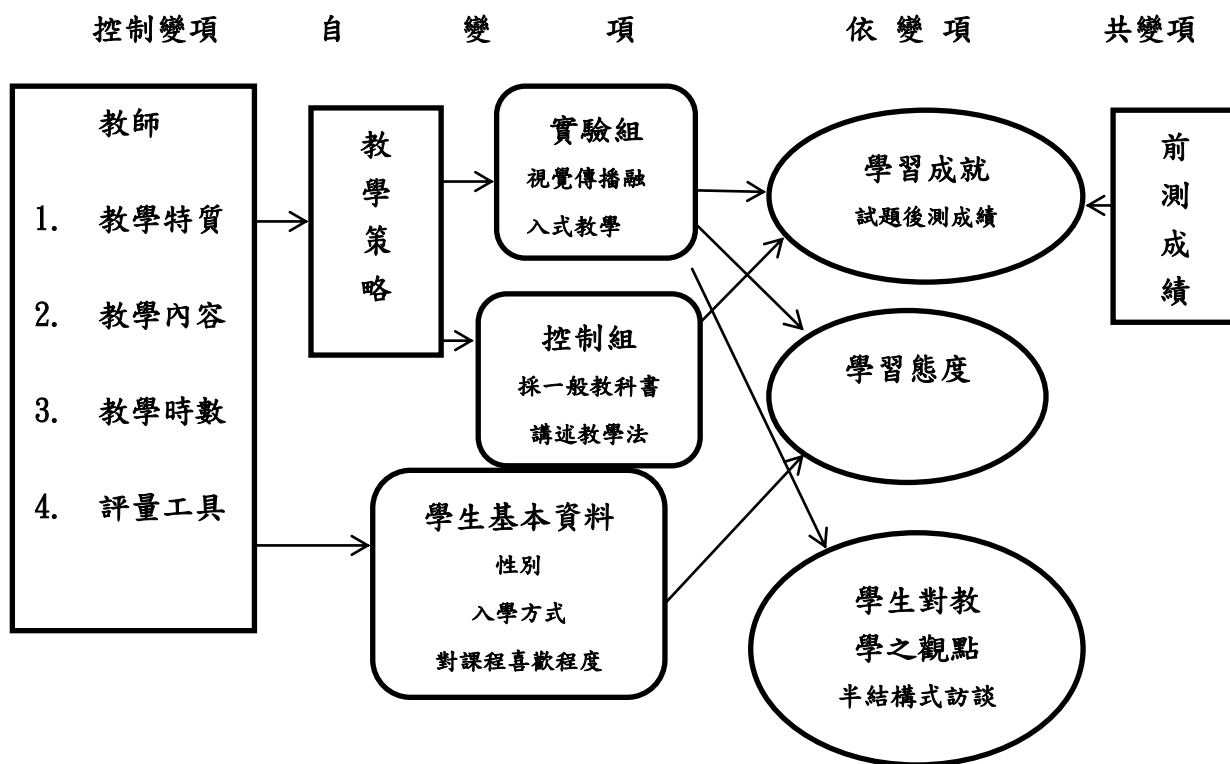 控制變項
自變項
依變項
共變項
教師
1. 教學特質
2. 教學內容
3. 教學時數
4. 評量工具
教學策略
實驗組
視覺傳播融
入式教學
控制組
採一般教科書
講述教學法
學生基本資料
性別
入學方式
對課程喜歡程度
學習成就
試題後測成績
學習態度
學生對教
學之觀點
半結構式訪談
前測成績